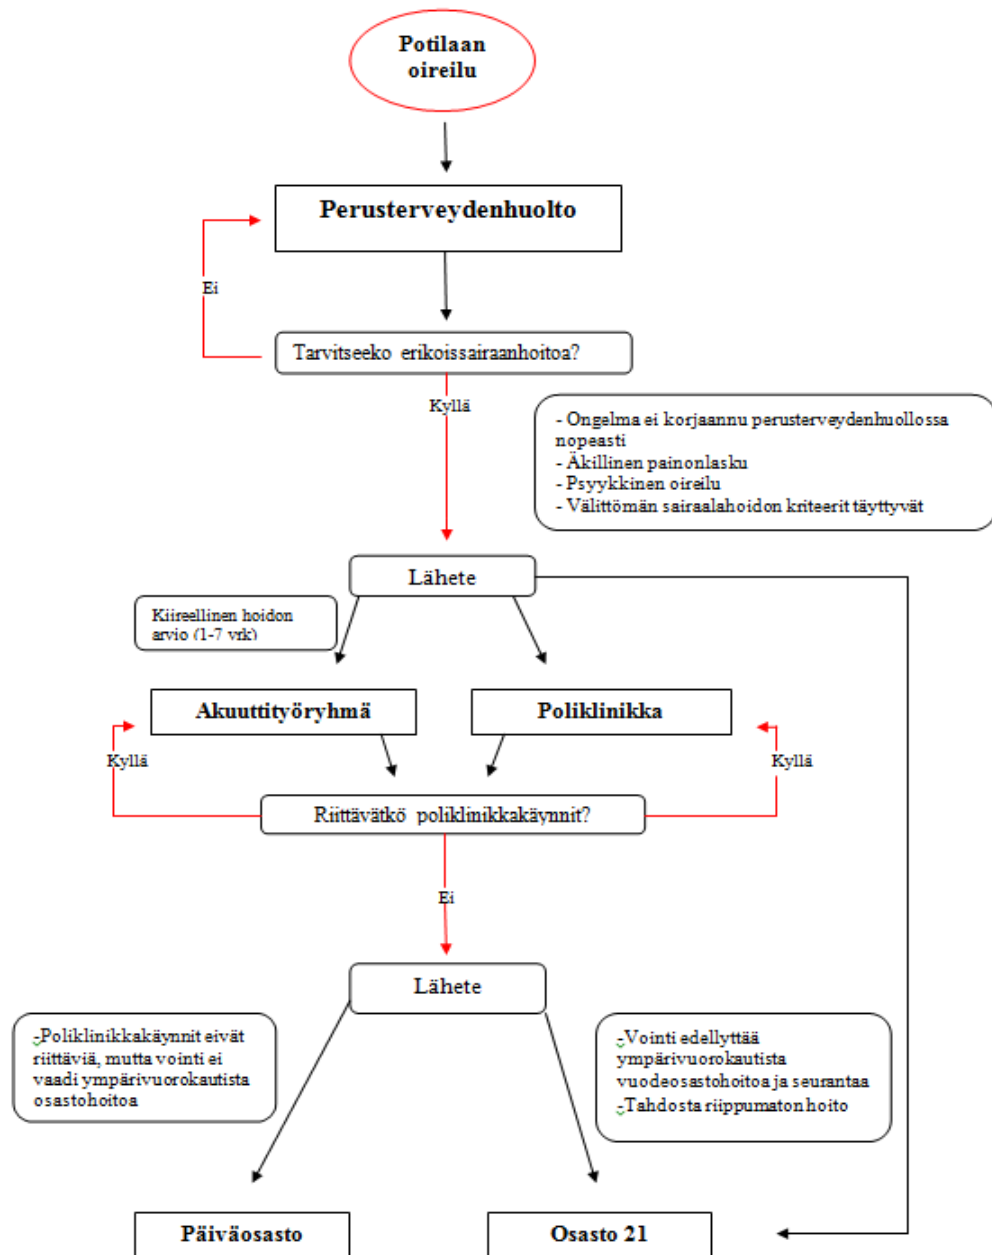 Potilaan
oireilu
Perusterveydenhuolto
Ei
Tarvitseeko erikoissairaanhoitoa?
Kyllä
- Ongelma ei korjaannu perusterveydenhuollossa
nopeasti
- Äkillinen painonlasku
- Psyykkinen oireilu
- Välittömän sairaalahoidon kriteerit täyttyvät
Lähete
Kiireellinen hoidon
arvio (1-7 vrk)
Akuuttityöryhmä
Poliklinikka
Kyllä
Kyllä
Riittävätkö poliklinikkakäynnit?
Ei
Lähete
-Poliklinikkakäynnit eivät
riittäviä, mutta vointi ei
vaadi ympärivuorokautista
osastohoitoa
-Vointi edellyttää
ympärivuorokautista
vuodeosastohoitoa ja seurantaa
-Tahdosta riippumaton hoito
Päiväosasto
Osasto 21